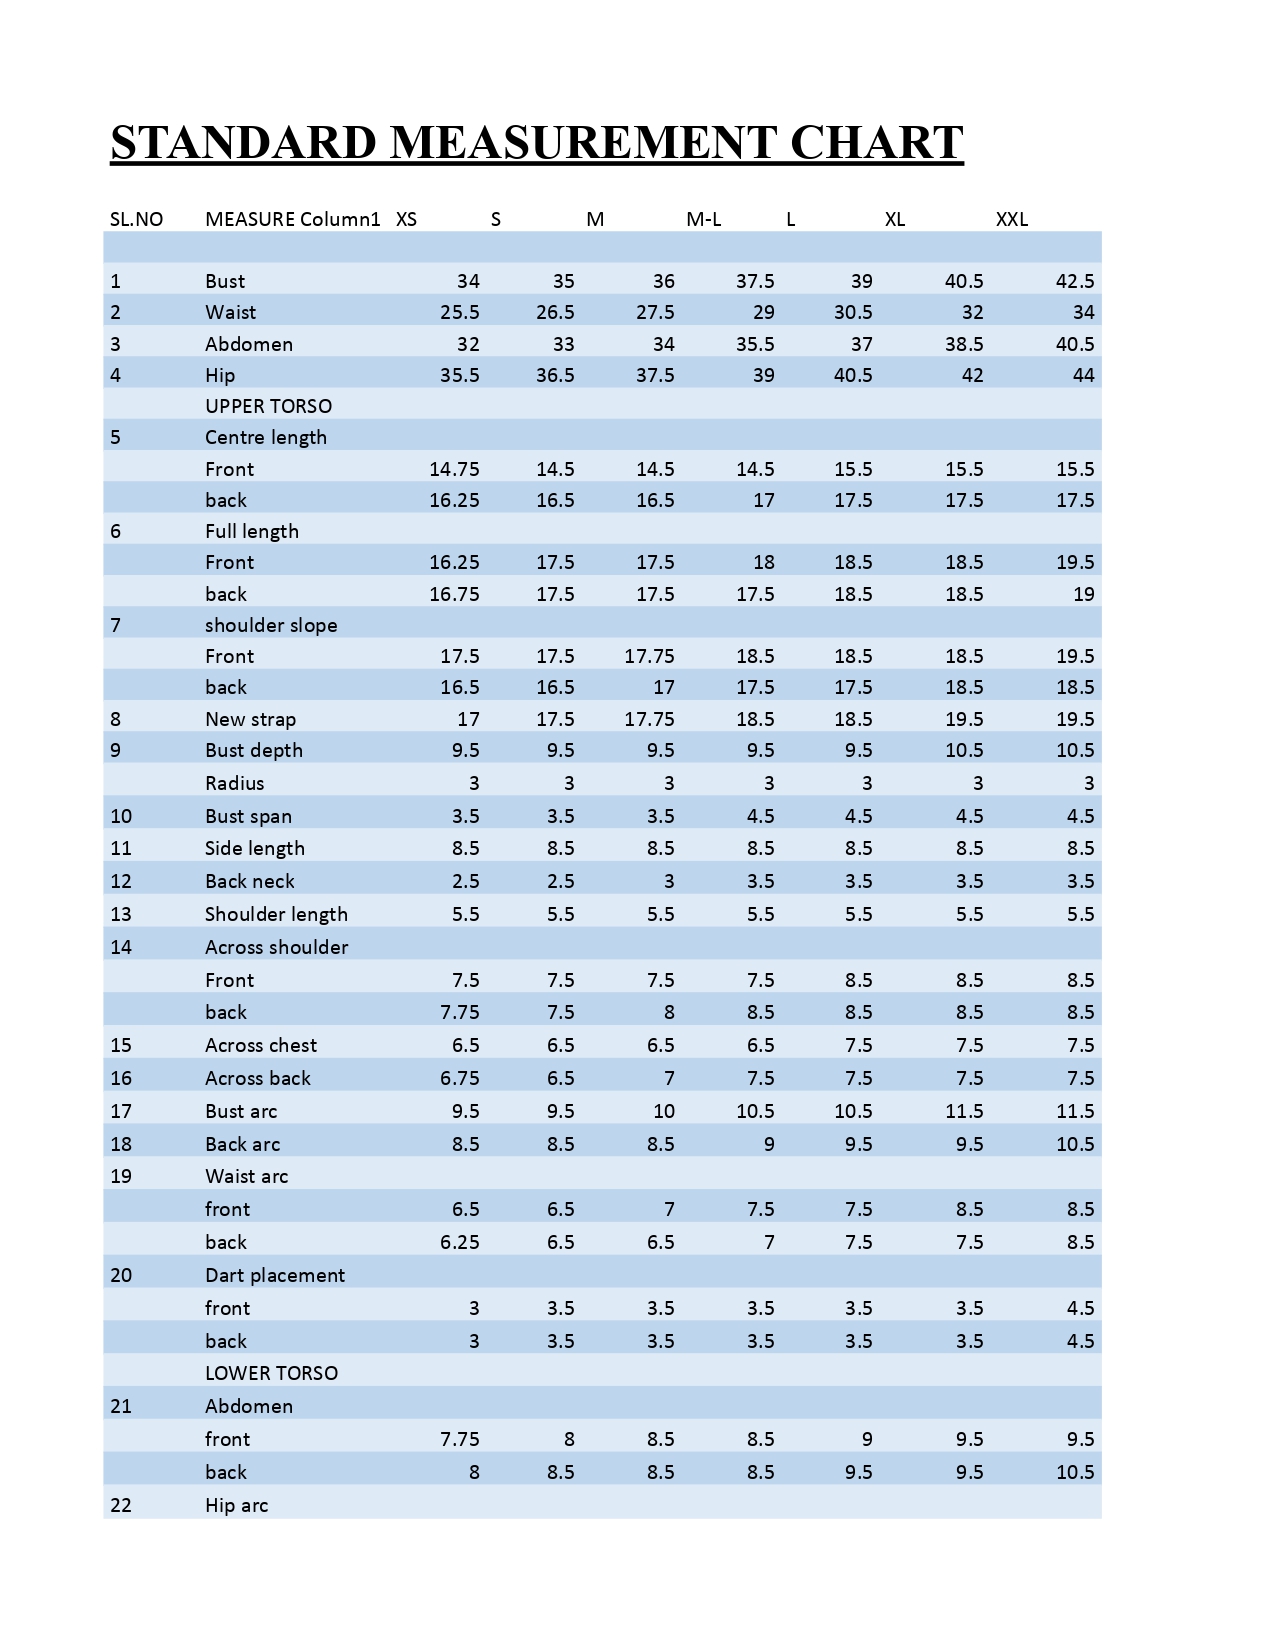 STANDARD MEASUREMENT CHART
SL.NO MEASURE Column1 XS S M M-L L XL XXL
1 Bust 34 35 36 37.5 39 40.5 42.5
2 Waist 25.5 26.5 27.5 29 30.5 32 34
3 Abdomen 32 33 34 35.5 37 38.5 40.5
4 Hip 35.5 36.5 37.5 39 40.5 42 44
UPPER TORSO
5 Centre length
Front 14.75 14.5 14.5 14.5 15.5 15.5 15.5
back 16.25 16.5 16.5 17 17.5 17.5 17.5
6 Full length
Front 16.25 17.5 17.5 18 18.5 18.5 19.5
back 16.75 17.5 17.5 17.5 18.5 18.5 19
7 shoulder slope
Front 17.5 17.5 17.75 18.5 18.5 18.5 19.5
back 16.5 16.5 17 17.5 17.5 18.5 18.5
8 New strap 17 17.5 17.75 18.5 18.5 19.5 19.5
9 Bust depth 9.5 9.5 9.5 9.5 9.5 10.5 10.5
Radius 3 3 3 3 3 3 3
10 Bust span 3.5 3.5 3.5 4.5 4.5 4.5 4.5
11 Side length 8.5 8.5 8.5 8.5 8.5 8.5 8.5
12 Back neck 2.5 2.5 3 3.5 3.5 3.5 3.5
13 Shoulder length 5.5 5.5 5.5 5.5 5.5 5.5 5.5
14 Across shoulder
Front 7.5 7.5 7.5 7.5 8.5 8.5 8.5
back 7.75 7.5 8 8.5 8.5 8.5 8.5
15 Across chest 6.5 6.5 6.5 6.5 7.5 7.5 7.5
16 Across back 6.75 6.5 7 7.5 7.5 7.5 7.5
17 Bust arc 9.5 9.5 10 10.5 10.5 11.5 11.5
18 Back arc 8.5 8.5 8.5 9 9.5 9.5 10.5
19 Waist arc
front 6.5 6.5 7 7.5 7.5 8.5 8.5
back 6.25 6.5 6.5 7 7.5 7.5 8.5
20 Dart placement
front 3 3.5 3.5 3.5 3.5 3.5 4.5
back 3 3.5 3.5 3.5 3.5 3.5 4.5
LOWER TORSO
21 Abdomen
front 7.75 8 8.5 8.5 9 9.5 9.5
back 8 8.5 8.5 8.5 9.5 9.5 10.5
22 Hip arc